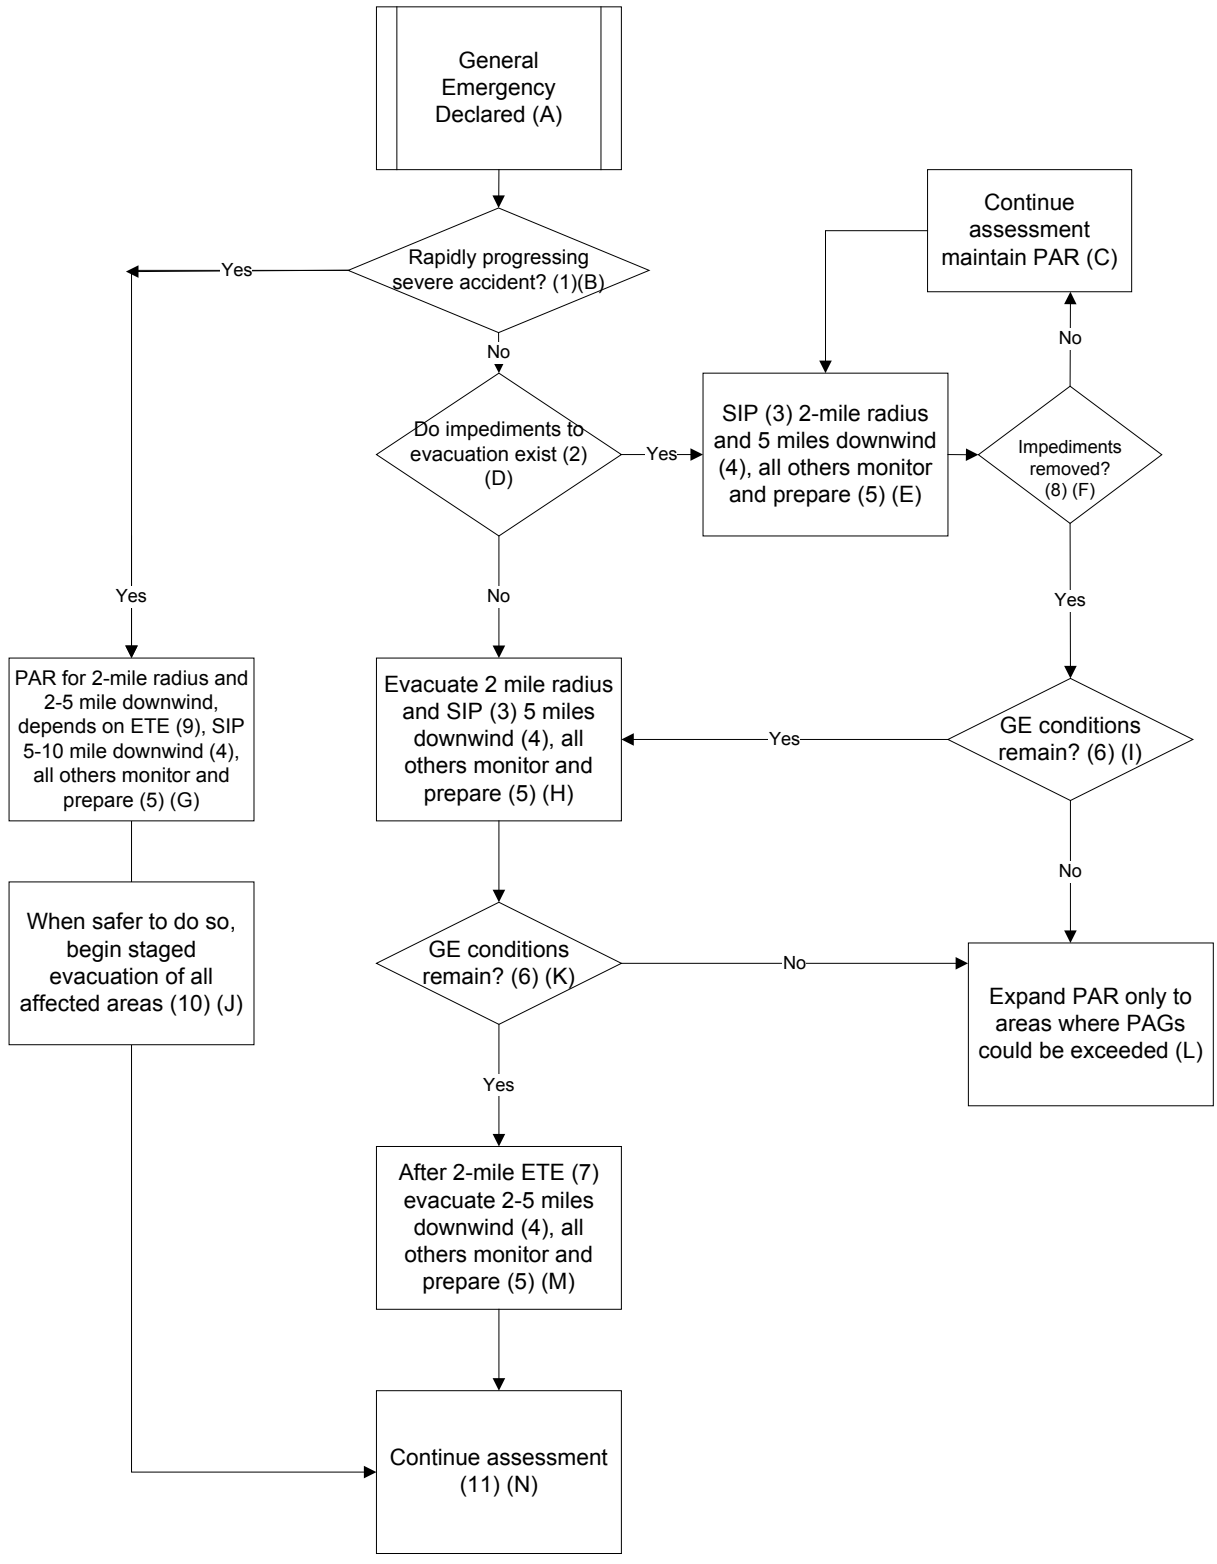 General
Emergency
Declared (A)
Rapidly progressing
severe accident? (1)(B)
Yes
No
Continue
assessment
maintain PAR (C)
No
Do impediments to
evacuation exist (2)
(D)
Yes
SIP (3) 2-mile radius
and 5 miles downwind
(4), all others monitor
and prepare (5) (E)
Impediments
removed?
(8) (F)
Yes
No
Yes
PAR for 2-mile radius and
2-5 mile downwind,
depends on ETE (9), SIP
5-10 mile downwind (4),
all others monitor and
prepare (5) (G)
Evacuate 2 mile radius
and SIP (3) 5 miles
downwind (4), all
others monitor and
prepare (5) (H)
Yes
GE conditions
remain? (6) (I)
No
When safer to do so,
begin staged
evacuation of all
affected areas (10) (J)
GE conditions
remain? (6) (K)
No
Expand PAR only to
areas where PAGs
could be exceeded (L)
Yes
After 2-mile ETE (7)
evacuate 2-5 miles
downwind (4), all
others monitor and
prepare (5) (M)
Continue assessment
(11) (N)